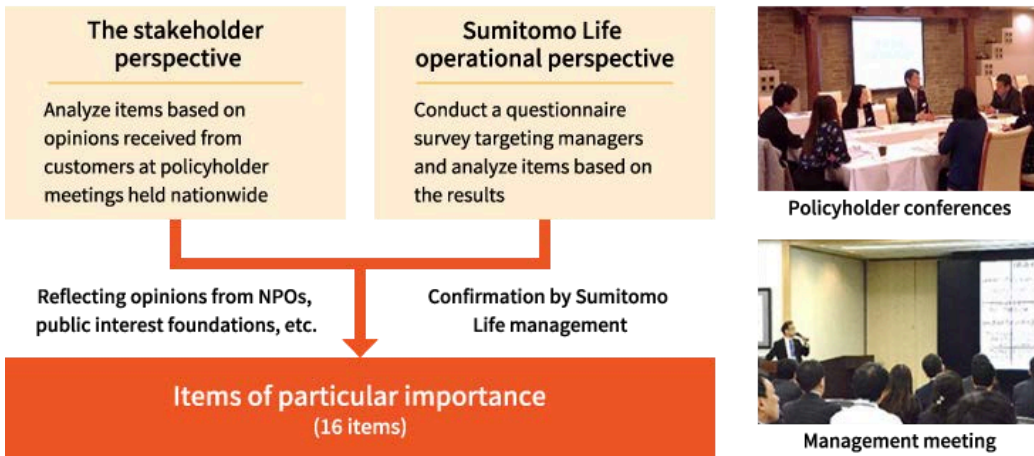 The stakeholder
perspective
Analyze items based on
opinions received from
customers at policyholder
meetings held nationwide
Sumitomo Life
operational perspective
Conduct a questionnaire
survey targeting managers
and analyze items based on
the results
Reflecting opinions from NPOs,
public interest foundations, etc.
Confirmation by Sumitomo
Life management
Items of particular importance
(16 items)
Policyholder conferences
Management meeting